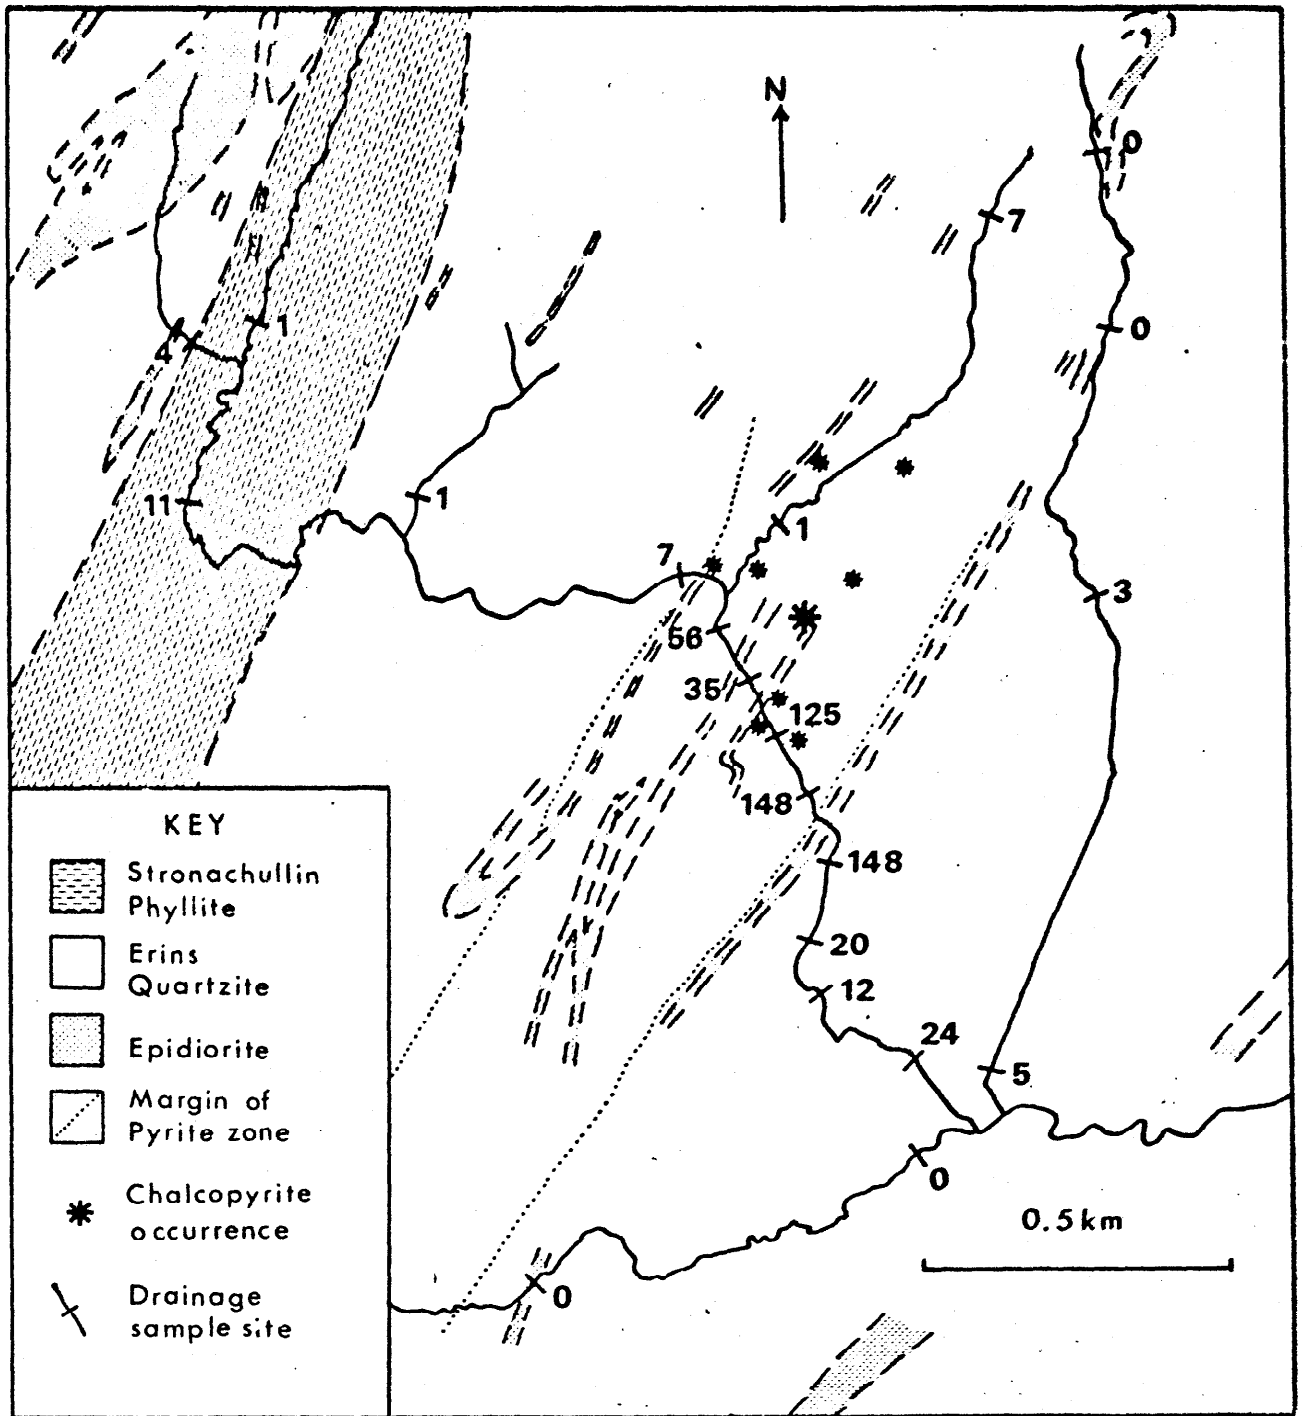 N
0
7
0
4
1
11
1
1
7
3
56
35
125
148
148
20
12
24
5
0
0
0.5km
KEY
Stronachullin
Phyllite
Erins
Quartzite
Epidiorite
Margin of
Pyrite zone
Chalcopyrite
occurrence
Drainage
sample site